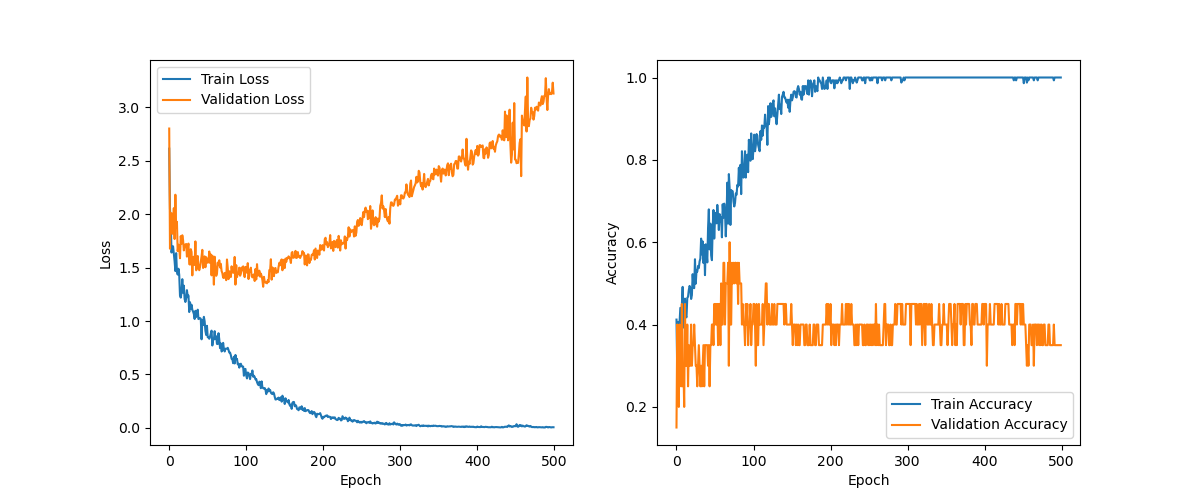 Train Loss
Validation Loss
3.0
2.5
2.0
1.5
1.0
0.5
0.0
Loss
0 100 200 300 400 500
Epoch
1.0
0.8
0.6
0.4
0.2
Accuracy
Train Accuracy
Validation Accuracy
0 100 200 300 400 500
Epoch